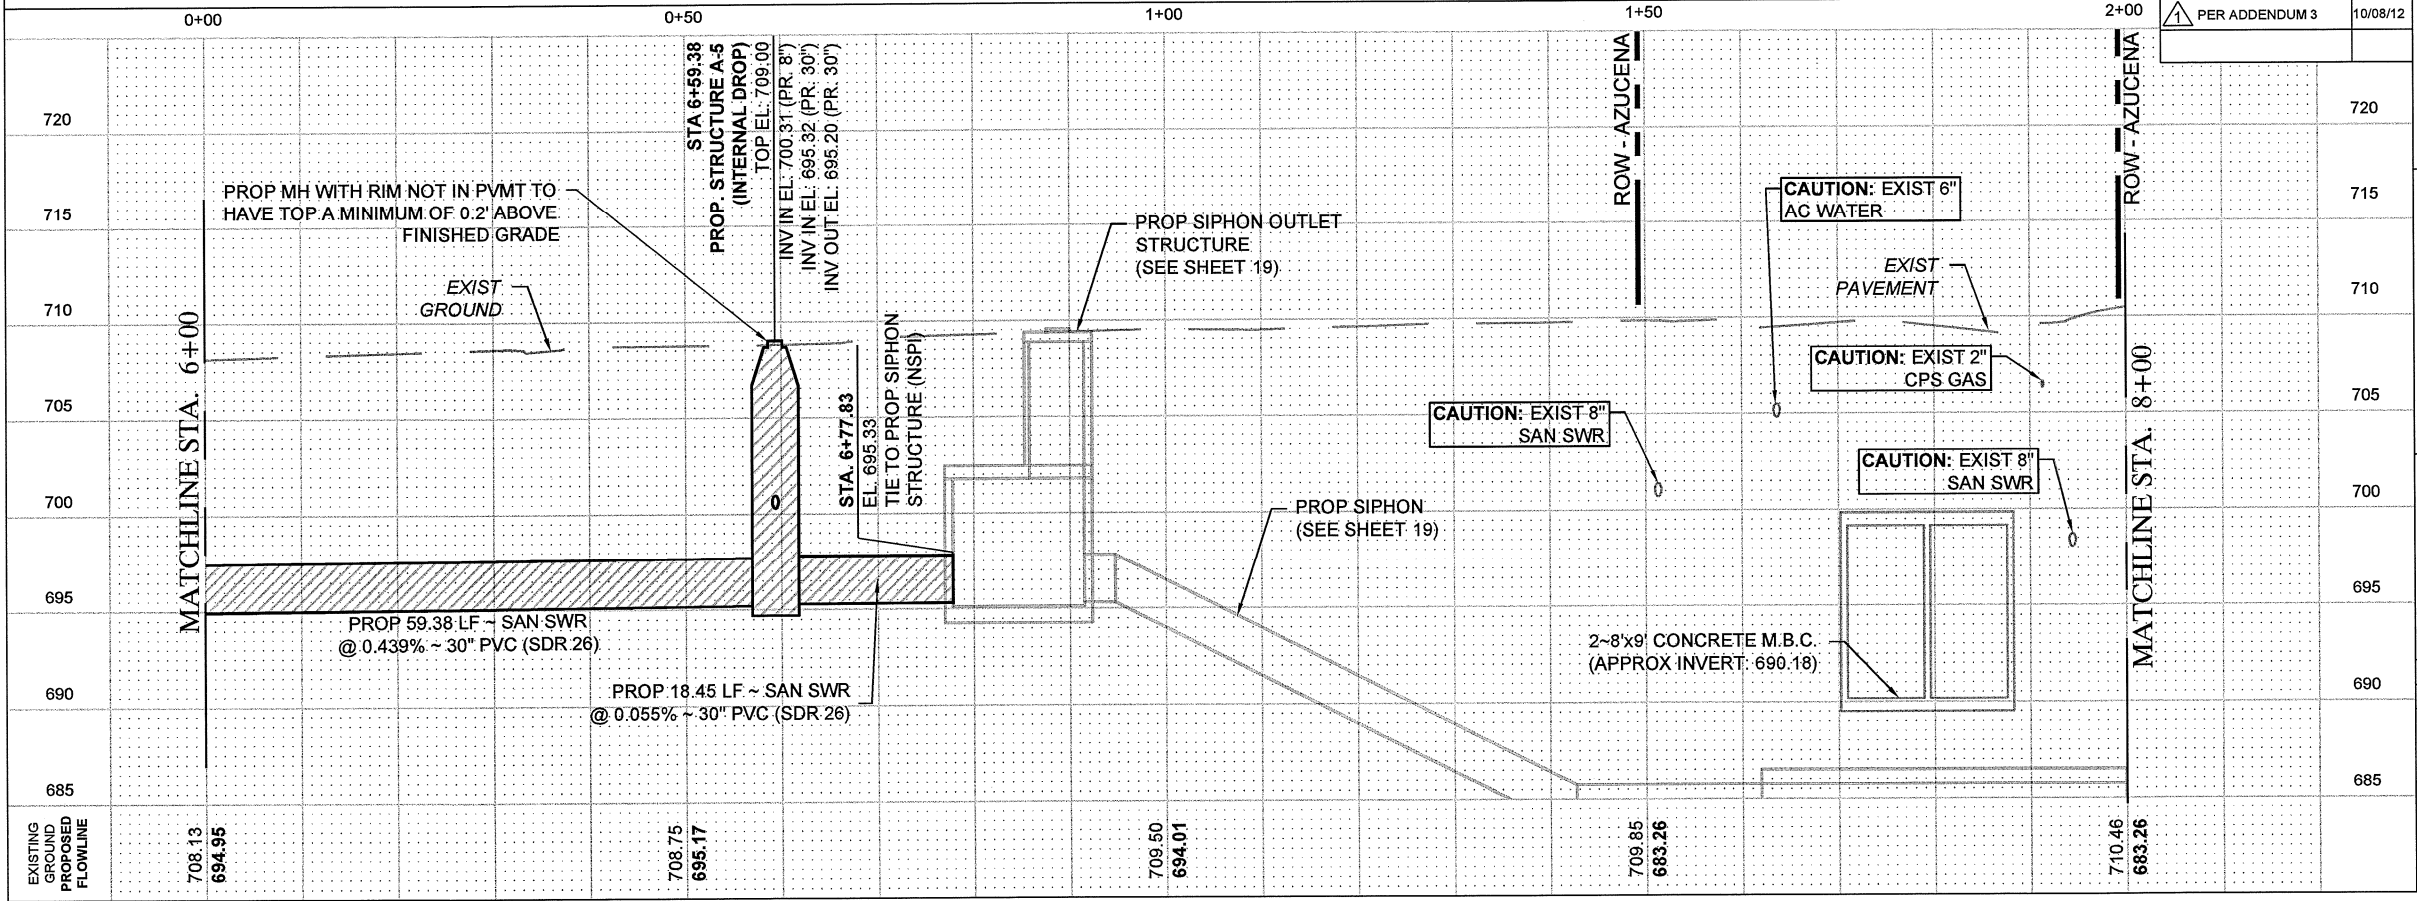 0+00
0+50
1+00
1+50
2+00
1
PER ADDENDUM 3
10/08/12
STA 6+59.38
PROP. STRUCTURE A-5
(INTERNAL DROP)
TOP EL: 709.00
INV IN EL: 700.31 (PR. 8")
INV IN EL: 695.32 (PR. 30")
INV OUT EL: 695.20 (PR. 30")
ROW - AZUCENA
ROW - AZUCENA
720
715
710
705
700
695
690
685
720
715
710
705
700
695
690
685
PROP MH WITH RIM NOT IN PVMT TO
HAVE TOP A MINIMUM OF 0.2' ABOVE
FINISHED GRADE
EXIST
GROUND
MATCHLINE STA. 6+00
PROP SIPHON OUTLET
STRUCTURE
(SEE SHEET 19)
CAUTION: EXIST 6"
AC WATER
EXIST
PAVEMENT
CAUTION: EXIST 2"
CPS GAS
CAUTION: EXIST 8"
SAN SWR
CAUTION: EXIST 8"
SAN SWR
MATCHLINE STA. 8+00
STA. 6+77.83
EL. 695.33
TIE TO PROP SIPHON
STRUCTURE (NSPI)
0
PROP SIPHON
(SEE SHEET 19)
PROP 59.38 LF ~ SAN SWR
@ 0.439% ~ 30" PVC (SDR 26)
PROP 18.45 LF ~ SAN SWR
@ 0.055% ~ 30" PVC (SDR 26)
2~8'x9' CONCRETE M.B.C.
(APPROX INVERT: 690.18)
EXISTING
GROUND
PROPOSED
FLOWLINE
708.13
694.95
708.75
695.17
709.50
694.01
709.85
683.26
710.46
683.26